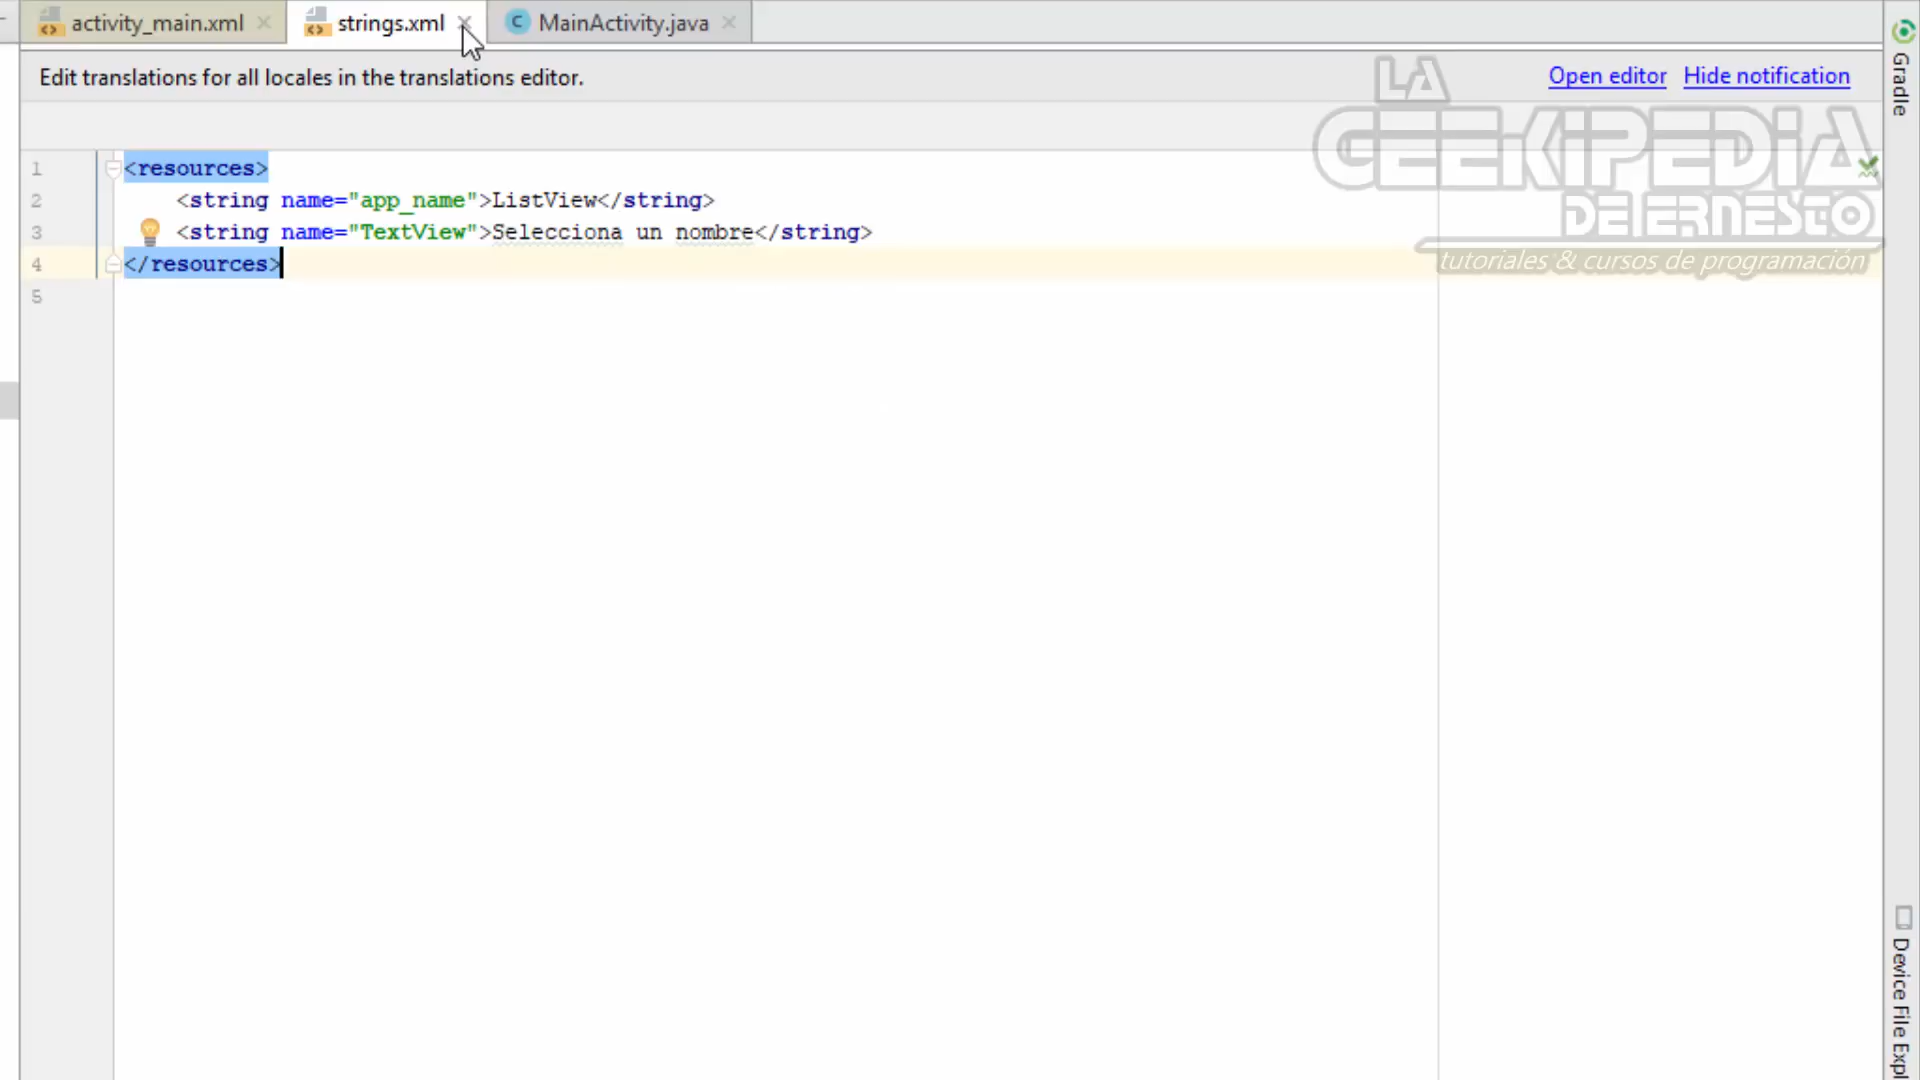 activity_main.xml
strings.xml
MainActivity.java
Edit translations for all locales in the translations editor.
Open editor
Hide notification
Gradle
LA
GEEKIPEDIA
DE ERNESTO
tutoriales & cursos de programación
1 <resources>
2 <string name="app_name">ListView</string>
3 <string name="TextView">Selecciona un nombre</string>
4 </resources>
5
Device File Expl